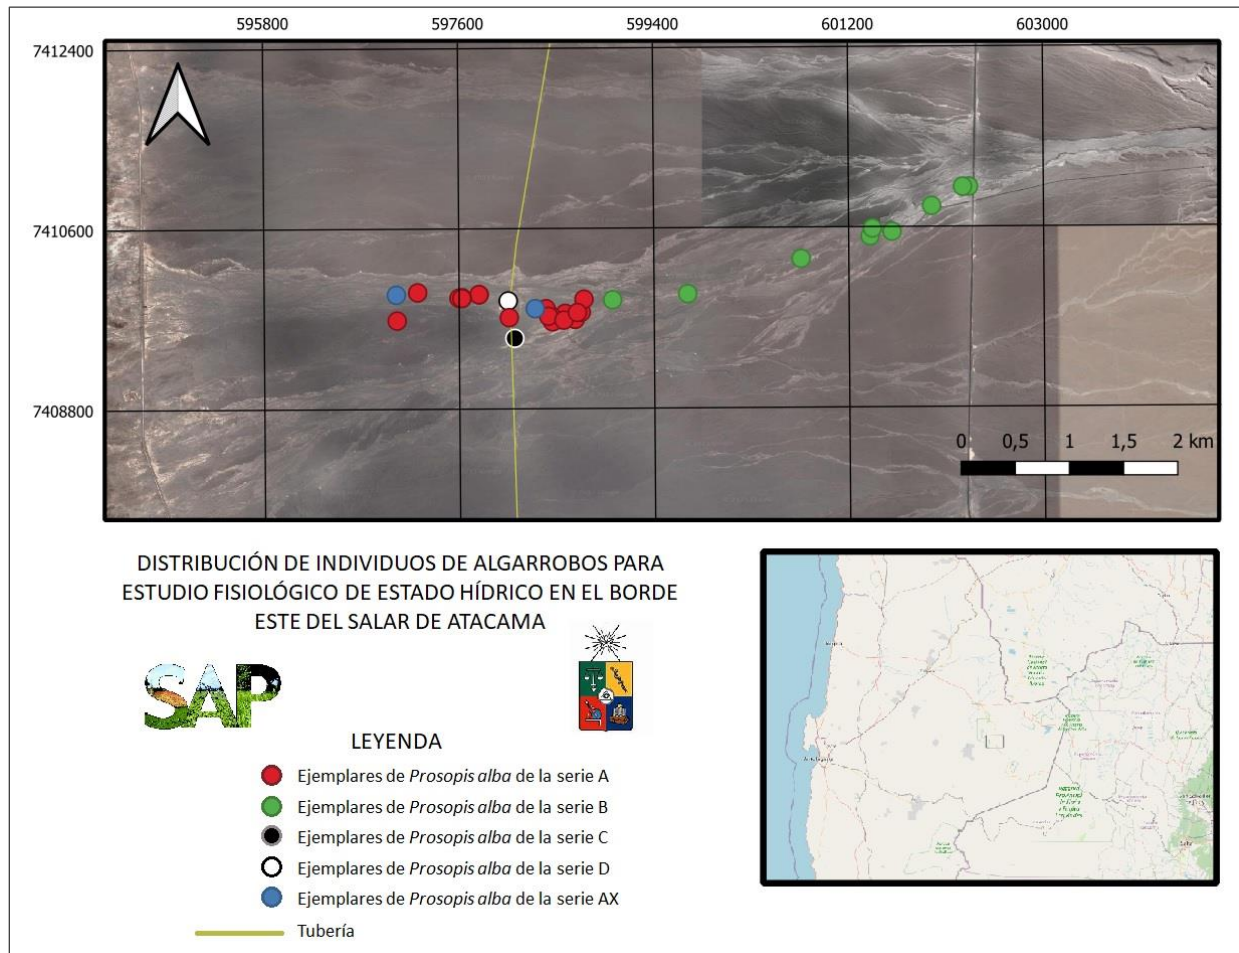 595800 597600 599400 601200 603000
7412400
7410600
7408800
0 0,5 1 1,5 2 km
DISTRIBUCIÓN DE INDIVIDUOS DE ALGARROBOS PARA
ESTUDIO FISIOLÓGICO DE ESTADO HÍDRICO EN EL BORDE
ESTE DEL SALAR DE ATACAMA
SAP
LEYENDA
Ejemplares de Prosopis alba de la serie A
Ejemplares de Prosopis alba de la serie B
Ejemplares de Prosopis alba de la serie C
Ejemplares de Prosopis alba de la serie D
Ejemplares de Prosopis alba de la serie AX
Tubería
Salta